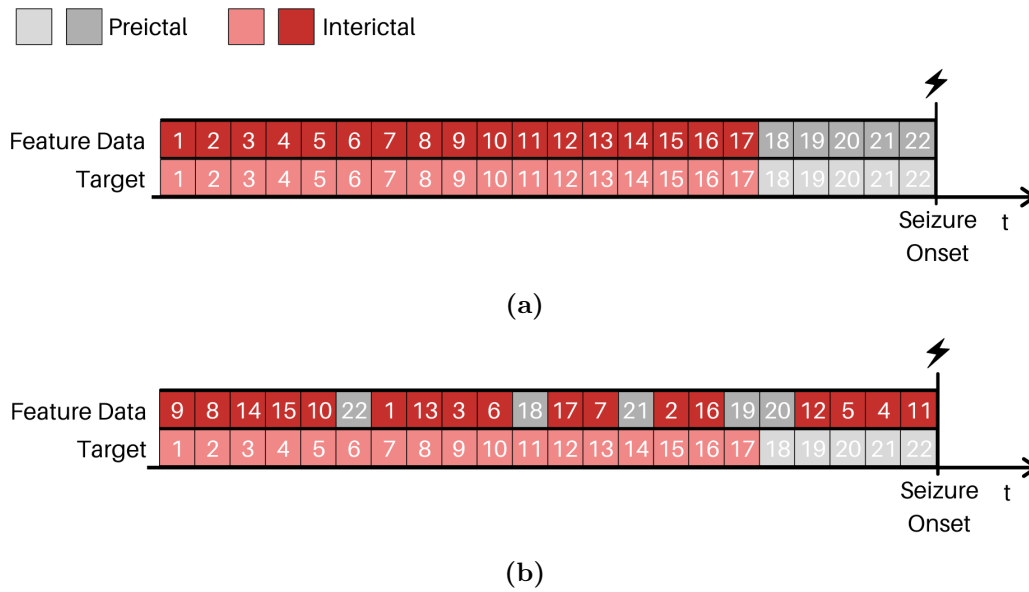 Preictal Interictal
Feature Data 1 2 3 4 5 6 7 8 9 10 11 12 13 14 15 16 17 18 19 20 21 22
Target 1 2 3 4 5 6 7 8 9 10 11 12 13 14 15 16 17 18 19 20 21 22
Seizure t
Onset
(a)
Feature Data 9 8 14 15 10 22 1 13 3 6 18 17 7 21 2 16 19 20 12 5 4 11
Target 1 2 3 4 5 6 7 8 9 10 11 12 13 14 15 16 17 18 19 20 21 22
Seizure t
Onset
(b)